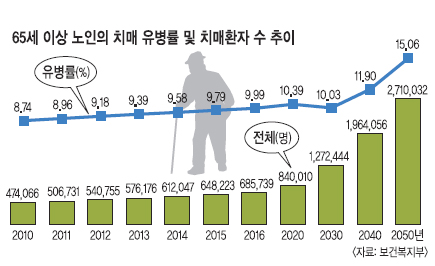 65세 이상 노인의 치매 유병률 및 치매환자 수 추이
유병률(%)
8.74 8.96 9.18 9.39 9.58 9.79 9.99 10.39 10.03 11.90 15.06
전체(명)
474,066 506,731 540,755 576,176 612,047 648,223 685,739 840,010 1,272,444 1,964,056 2,710,032
2010 2011 2012 2013 2014 2015 2016 2020 2030 2040 2050년
〈자료: 보건복지부〉